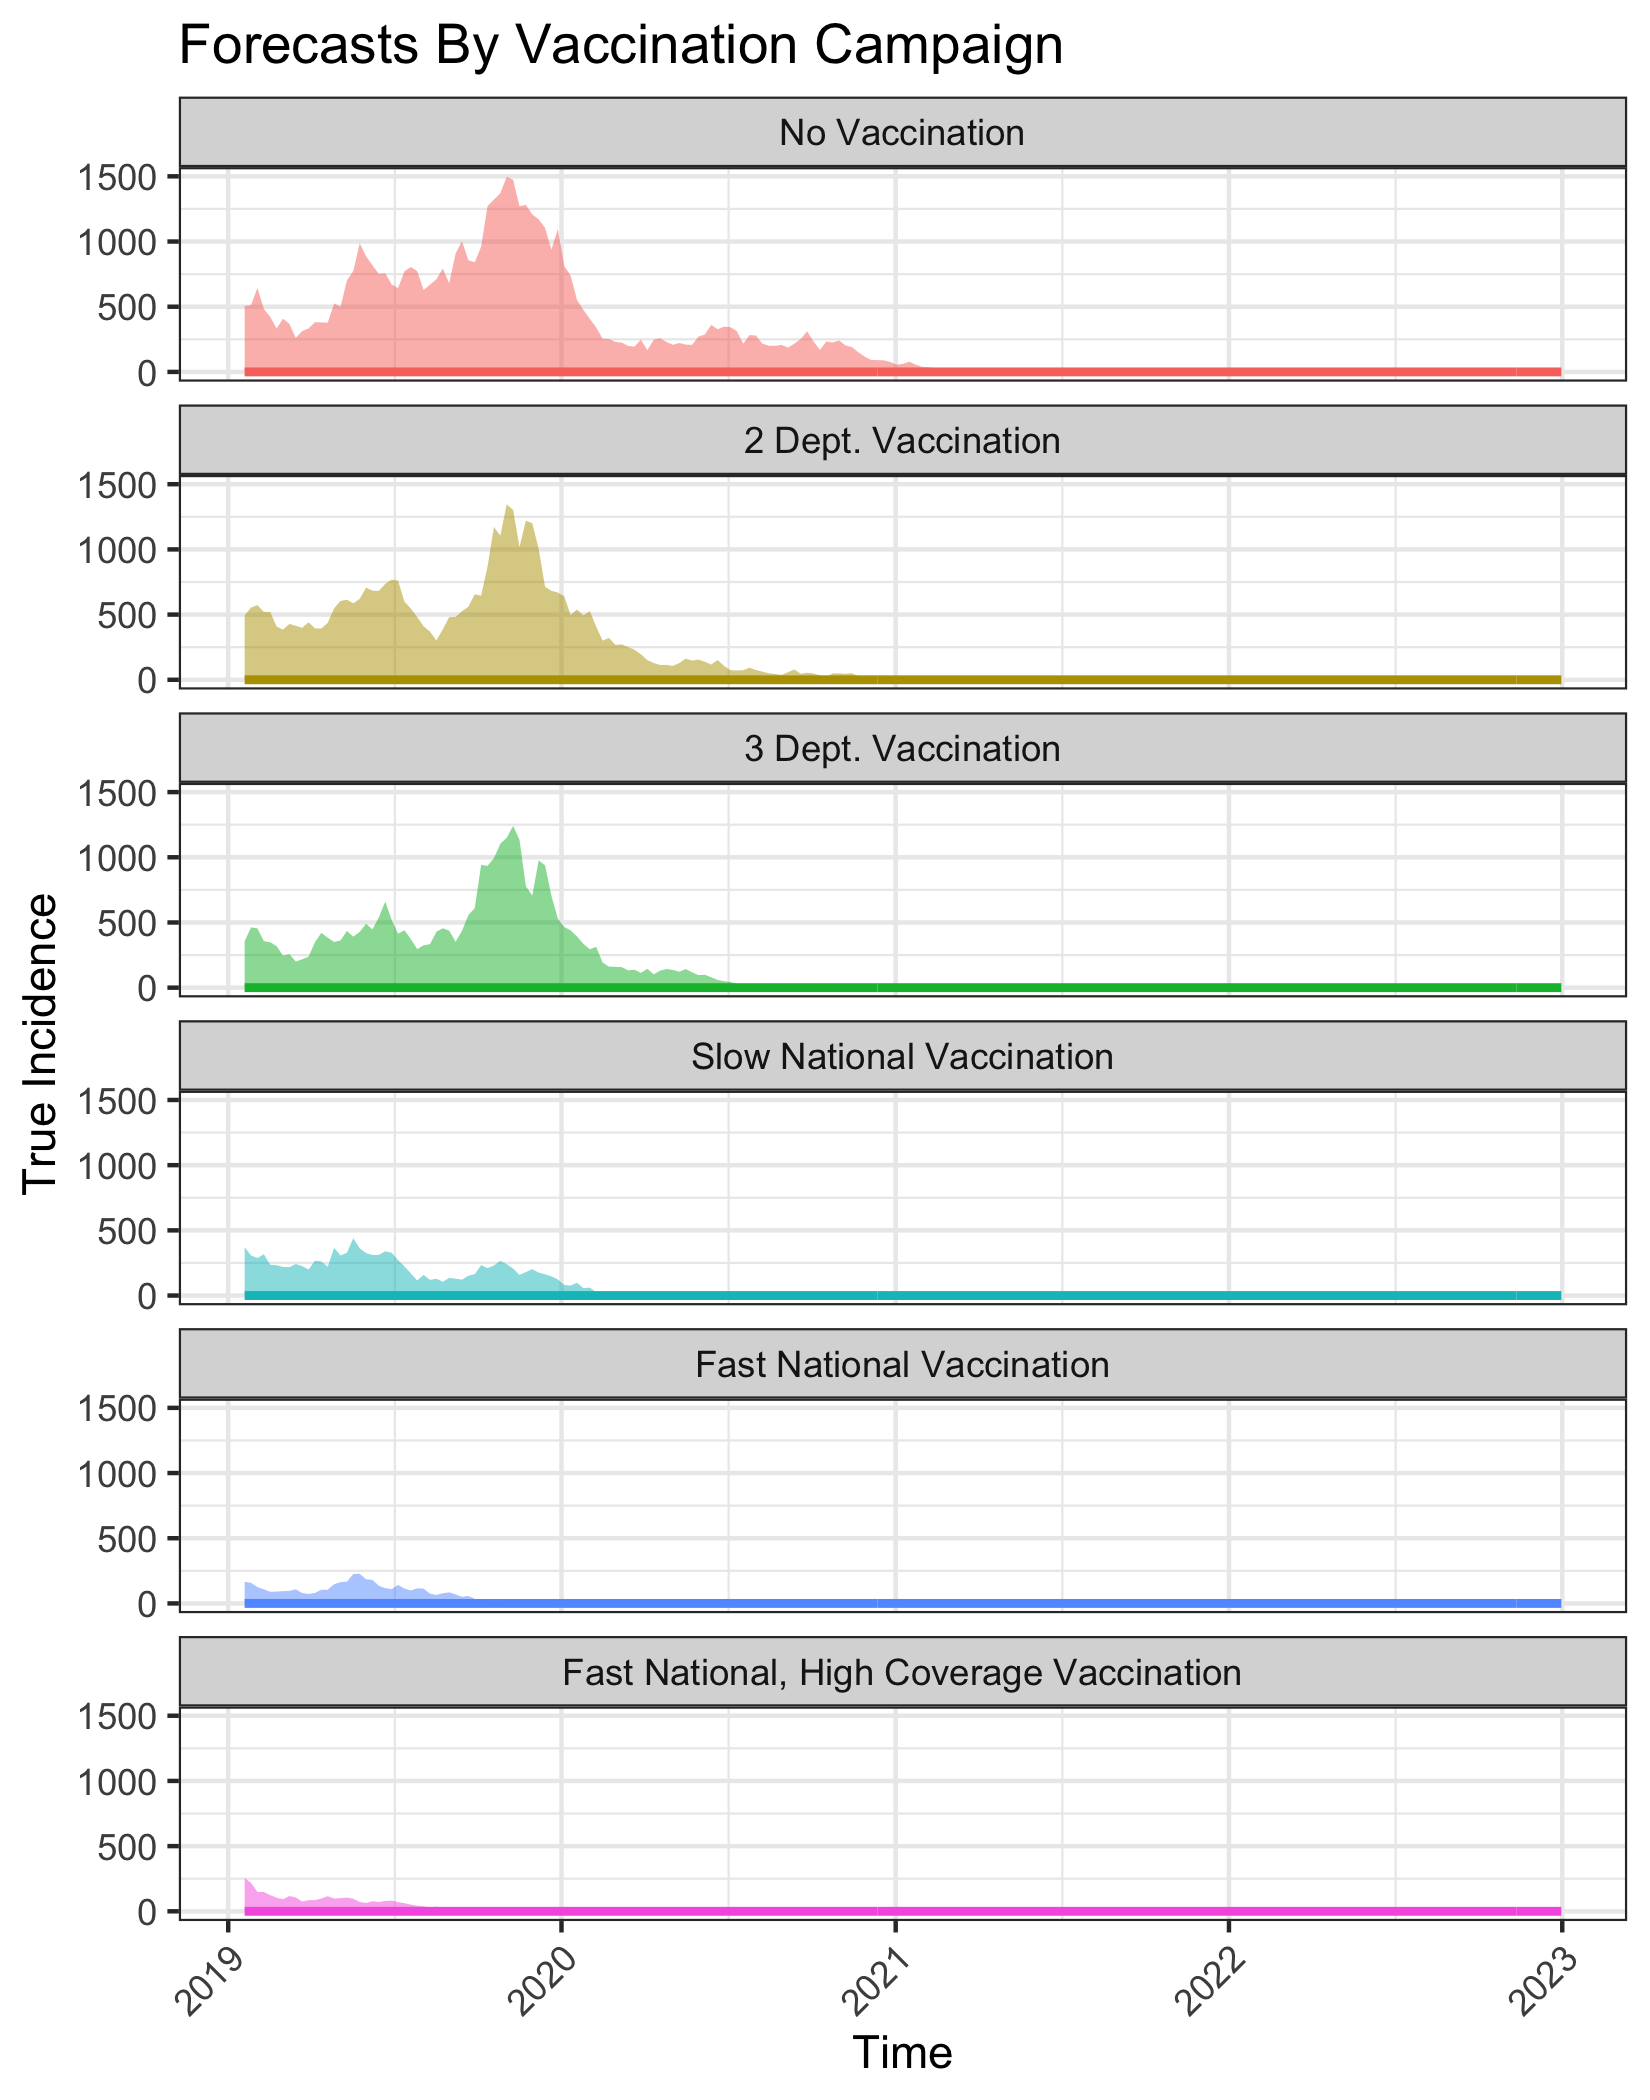 Forecasts By Vaccination Campaign
No Vaccination
1500
1000
500
0
2 Dept. Vaccination
1500
1000
500
0
3 Dept. Vaccination
1500
1000
500
0
True Incidence
Slow National Vaccination
1500
1000
500
0
Fast National Vaccination
1500
1000
500
0
Fast National, High Coverage Vaccination
1500
1000
500
0
2019 2020 2021 2022 2023
Time